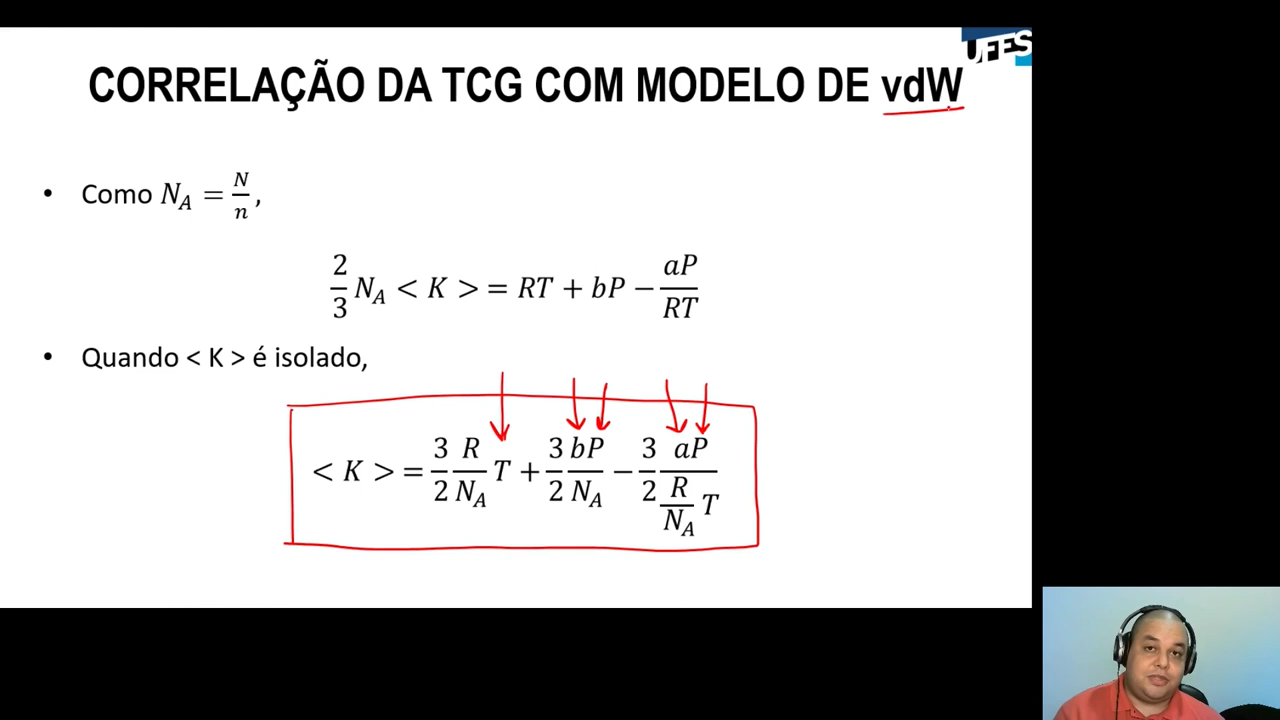 UFES
CORRELAÇÃO DA TCG COM MODELO DE vdW
• Como N_A = N/n,
2/3 N_A < K > = RT + bP − aP/RT
• Quando < K > é isolado,
< K > = 3/2 R/N_A T + 3/2 bP/N_A − 3/2 aP/(R/N_A T)